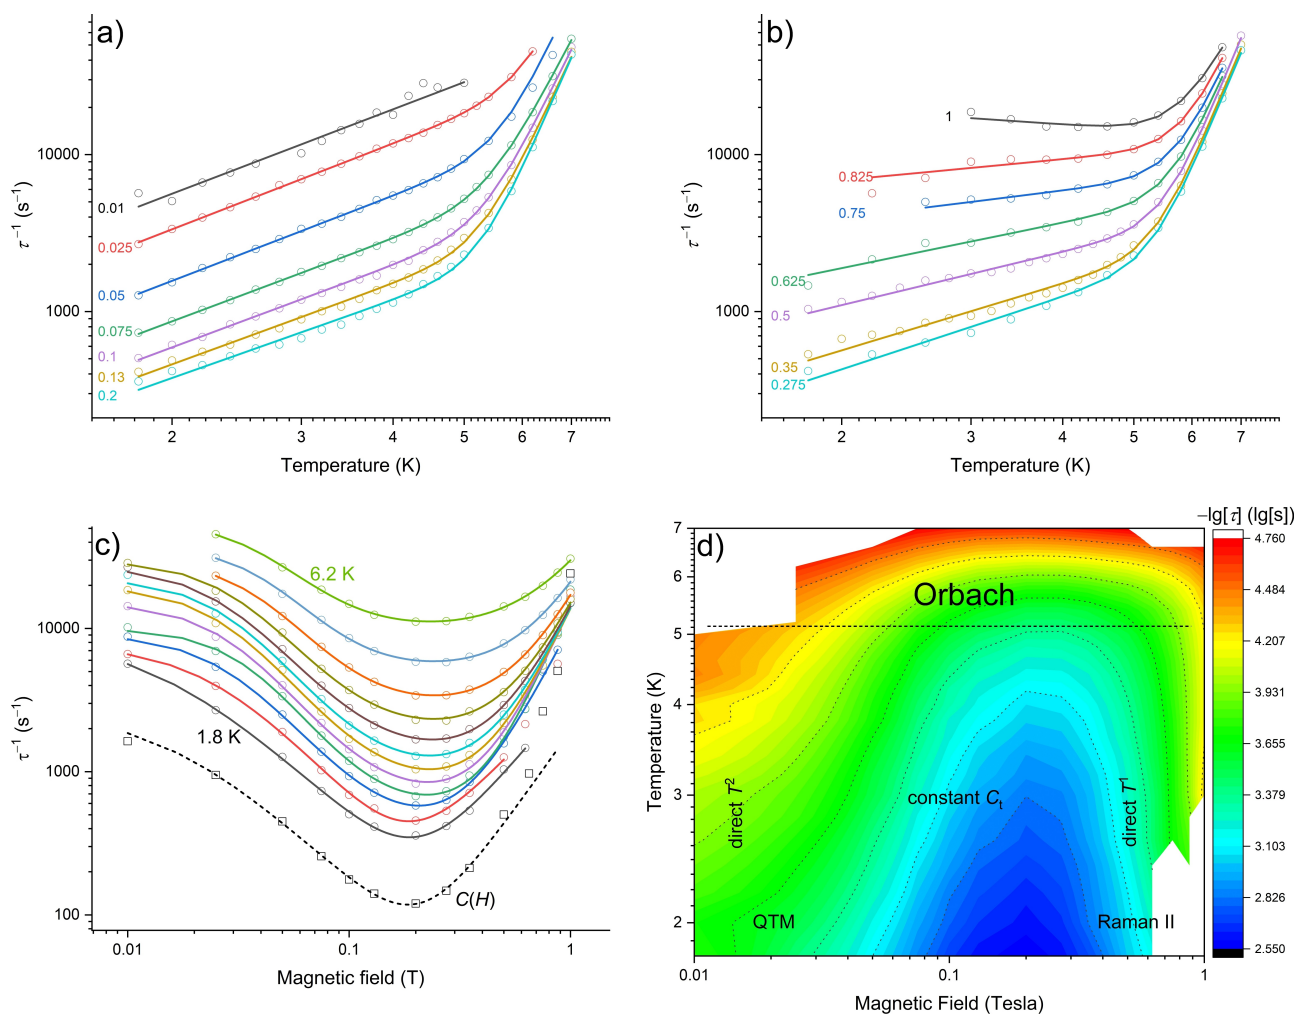 a)
10000
1000
τ⁻¹ (s⁻¹)
0.01
0.025
0.05
0.075
0.1
0.13
0.2
2 3 4 5 6 7
Temperature (K)
b)
10000
1000
τ⁻¹ (s⁻¹)
1
0.825
0.75
0.625
0.5
0.35
0.275
2 3 4 5 6 7
Temperature (K)
c)
10000
1000
100
τ⁻¹ (s⁻¹)
6.2 K
1.8 K
C(H)
0.01 0.1 1
Magnetic field (T)
d)
−lg[τ] (lg[s])
7
6
5
4
3
2
Temperature (K)
Orbach
direct T²
constant Cₜ
direct T¹
QTM
Raman II
0.01 0.1 1
Magnetic Field (Tesla)
4.760
4.484
4.207
3.931
3.655
3.379
3.103
2.826
2.550